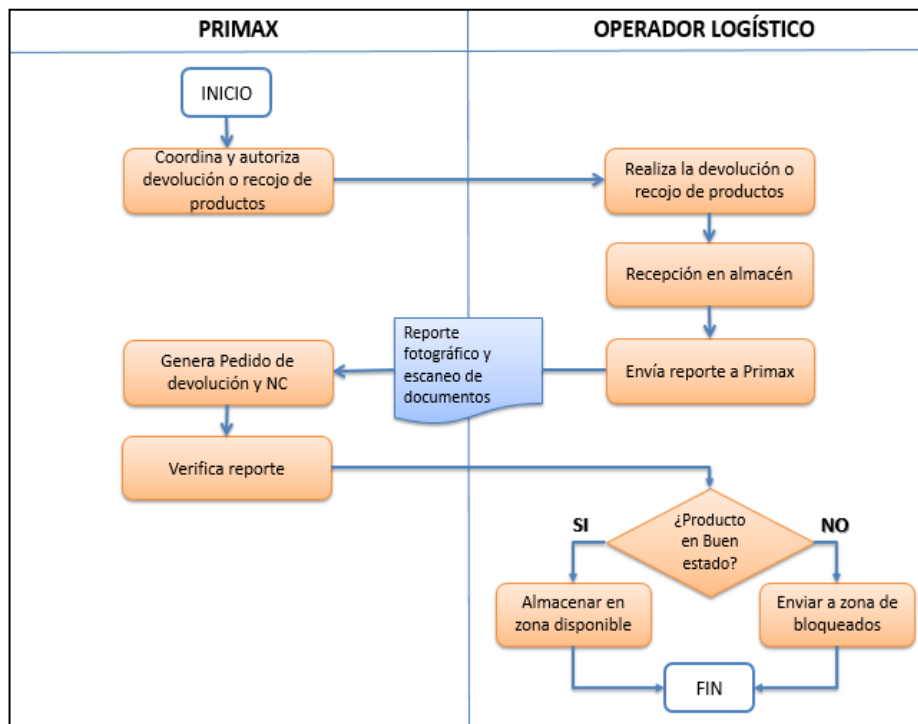 PRIMAX
OPERADOR LOGÍSTICO
INICIO
Coordina y autoriza
devolución o recojo de
productos
Realiza la devolución o
recojo de productos
Recepción en almacén
Envía reporte a Primax
Reporte
fotográfico y
escaneo de
documentos
Genera Pedido de
devolución y NC
Verifica reporte
¿Producto
en Buen
estado?
SI
NO
Almacenar en
zona disponible
Enviar a zona de
bloqueados
FIN